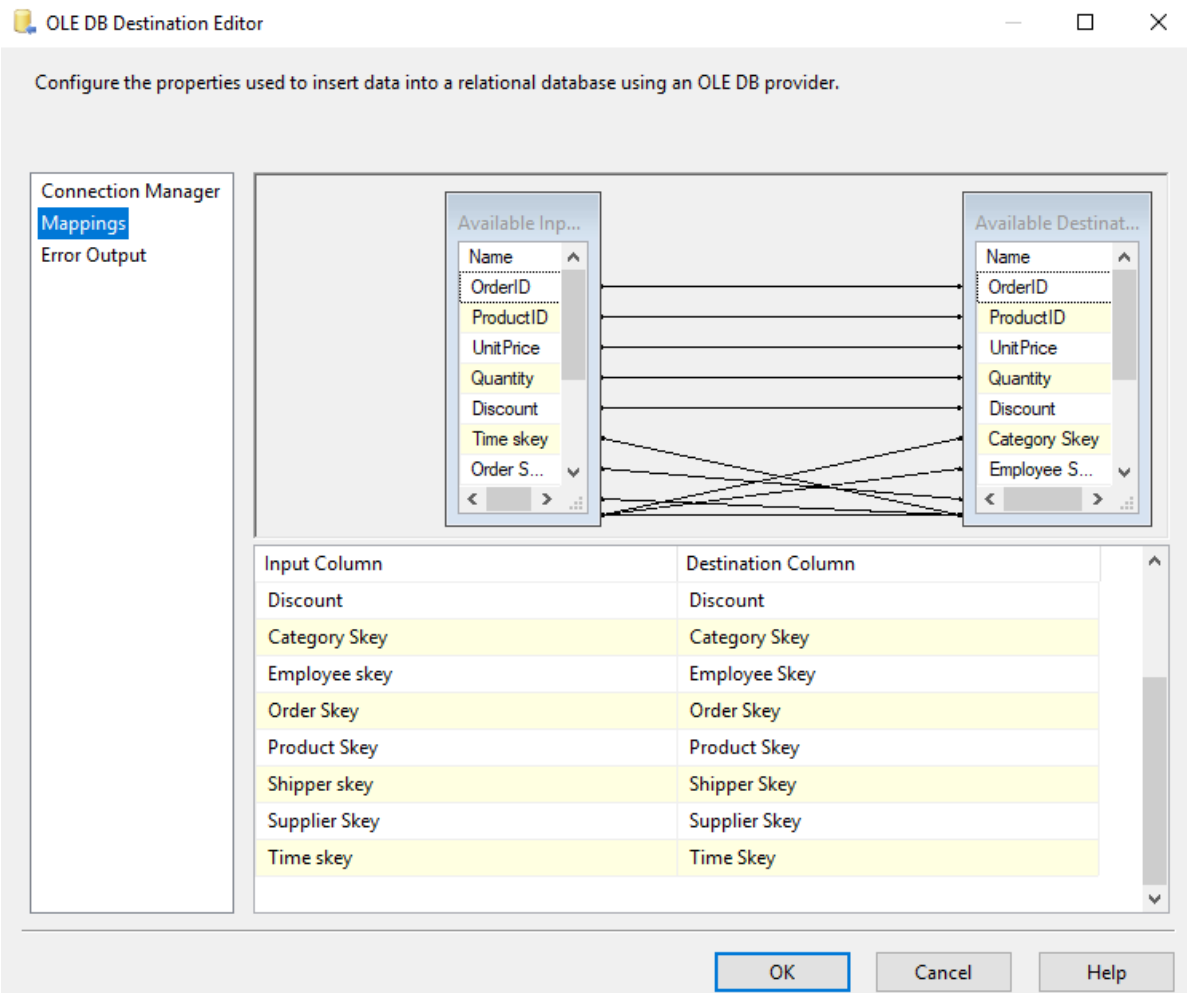 OLE DB Destination Editor
Configure the properties used to insert data into a relational database using an OLE DB provider.
Connection Manager
Mappings
Error Output
Available Inp...
Name
OrderID
ProductID
UnitPrice
Quantity
Discount
Time skey
Order S...
Available Destinat...
Name
OrderID
ProductID
UnitPrice
Quantity
Discount
Category Skey
Employee S...
Input Column Destination Column
Discount Discount
Category Skey Category Skey
Employee skey Employee Skey
Order Skey Order Skey
Product Skey Product Skey
Shipper skey Shipper Skey
Supplier Skey Supplier Skey
Time skey Time Skey
OK Cancel Help